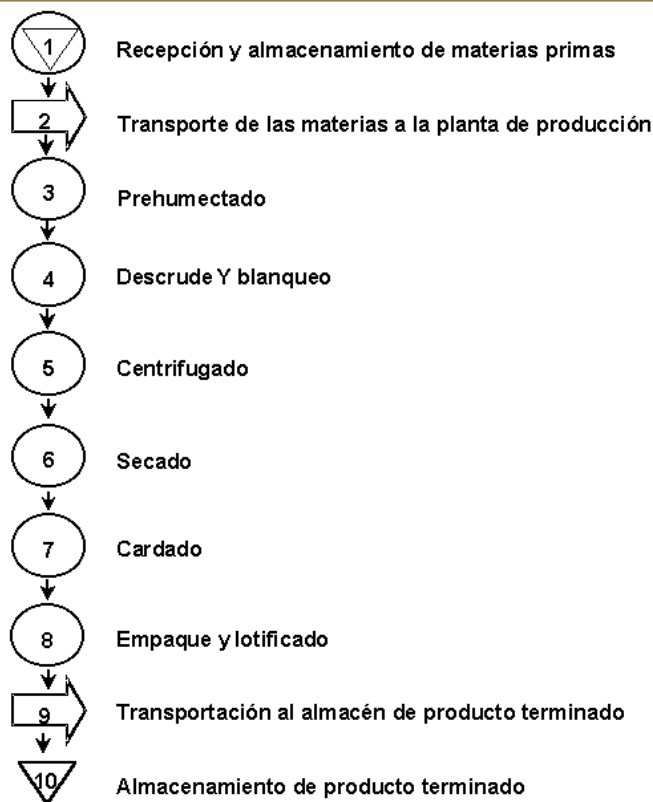 1 Recepción y almacenamiento de materias primas
2 Transporte de las materias a la planta de producción
3 Prehumectado
4 Descrude Y blanqueo
5 Centrifugado
6 Secado
7 Cardado
8 Empaque y lotificado
9 Transportación al almacén de producto terminado
10 Almacenamiento de producto terminado